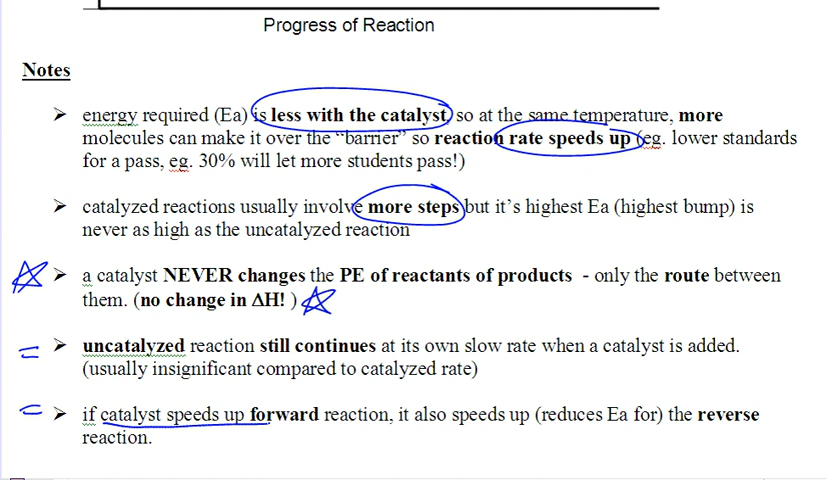 Progress of Reaction
Notes
➢ energy required (Ea) is less with the catalyst, so at the same temperature, more
molecules can make it over the "barrier" so reaction rate speeds up (eg. lower standards
for a pass, eg. 30% will let more students pass!)
➢ catalyzed reactions usually involve more steps but it's highest Ea (highest bump) is
never as high as the uncatalyzed reaction
➢ a catalyst NEVER changes the PE of reactants of products - only the route between
them. (no change in ΔH! )
➢ uncatalyzed reaction still continues at its own slow rate when a catalyst is added.
(usually insignificant compared to catalyzed rate)
➢ if catalyst speeds up forward reaction, it also speeds up (reduces Ea for) the reverse
reaction.